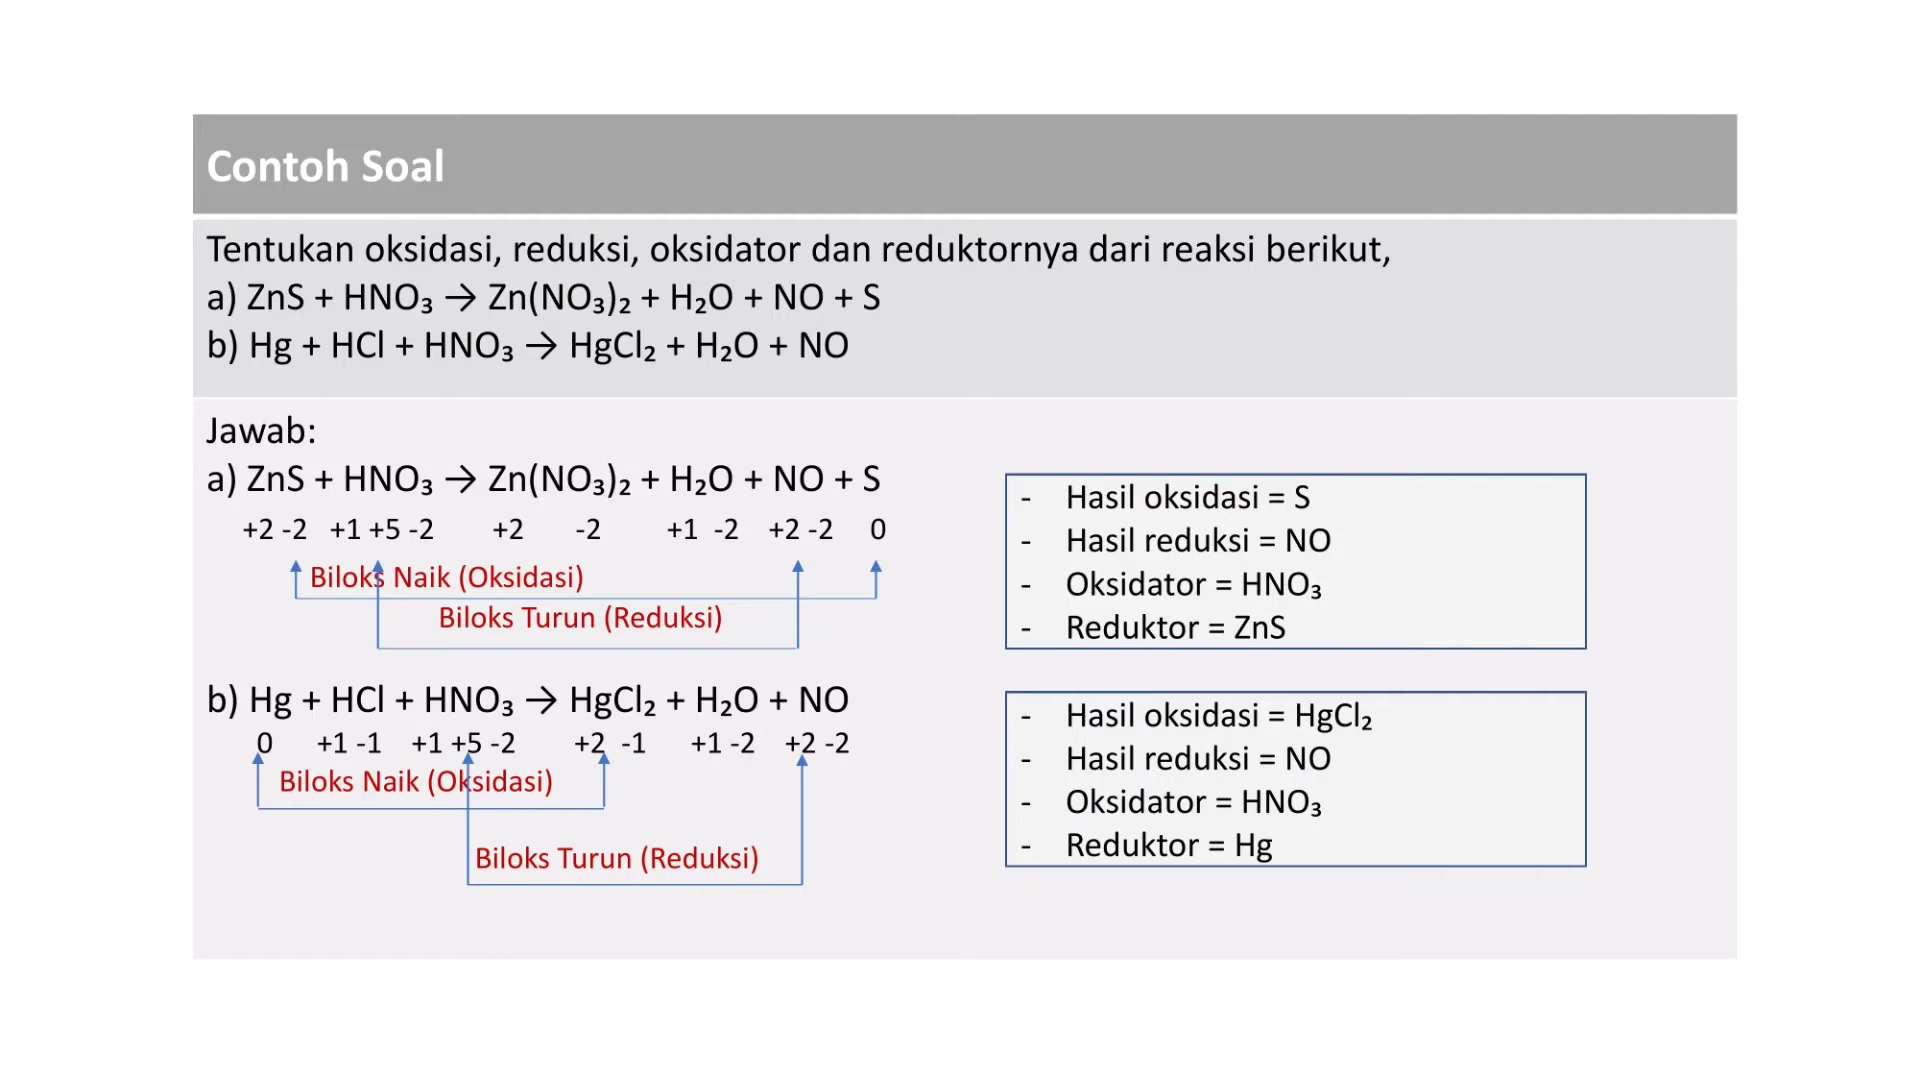 Contoh Soal
Tentukan oksidasi, reduksi, oksidator dan reduktornya dari reaksi berikut,
a) ZnS + HNO₃ → Zn(NO₃)₂ + H₂O + NO + S
b) Hg + HCl + HNO₃ → HgCl₂ + H₂O + NO
Jawab:
a) ZnS + HNO₃ → Zn(NO₃)₂ + H₂O + NO + S
+2 -2 +1 +5 -2 +2 -2 +1 -2 +2 -2 0
Biloks Naik (Oksidasi)
Biloks Turun (Reduksi)
- Hasil oksidasi = S
- Hasil reduksi = NO
- Oksidator = HNO₃
- Reduktor = ZnS
b) Hg + HCl + HNO₃ → HgCl₂ + H₂O + NO
0 +1 -1 +1 +5 -2 +2 -1 +1 -2 +2 -2
Biloks Naik (Oksidasi)
Biloks Turun (Reduksi)
- Hasil oksidasi = HgCl₂
- Hasil reduksi = NO
- Oksidator = HNO₃
- Reduktor = Hg